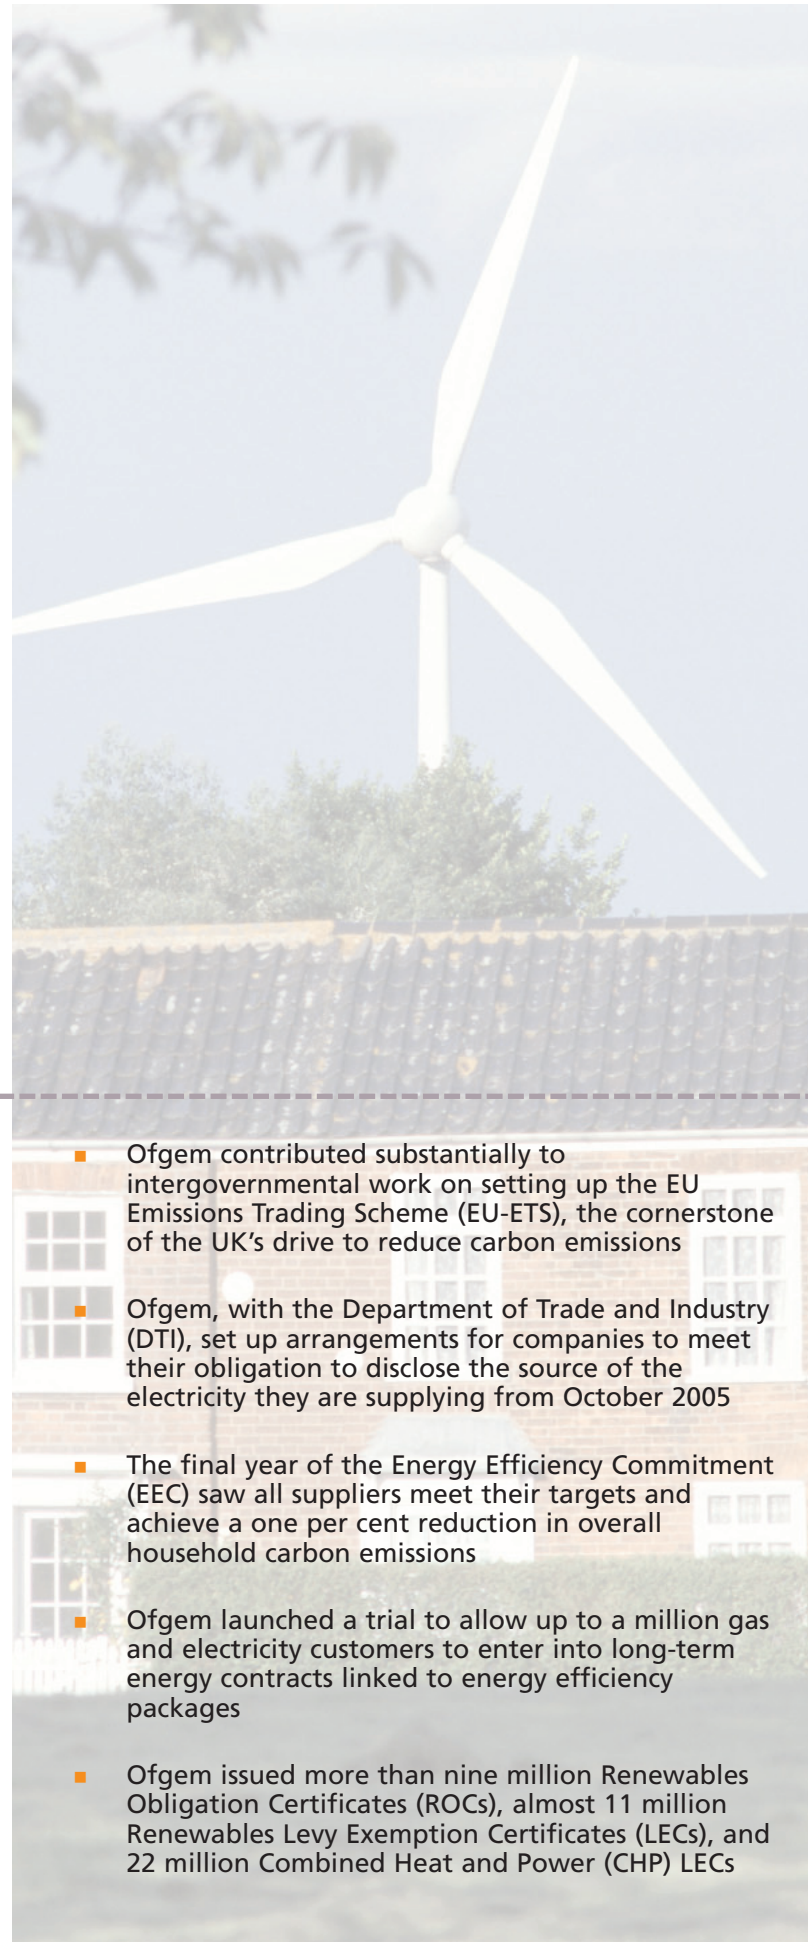 Ofgem contributed substantially to
intergovernmental work on setting up the EU
Emissions Trading Scheme (EU-ETS), the cornerstone
of the UK’s drive to reduce carbon emissions
Ofgem, with the Department of Trade and Industry
(DTI), set up arrangements for companies to meet
their obligation to disclose the source of the
electricity they are supplying from October 2005
The final year of the Energy Efficiency Commitment
(EEC) saw all suppliers meet their targets and
achieve a one per cent reduction in overall
household carbon emissions
Ofgem launched a trial to allow up to a million gas
and electricity customers to enter into long-term
energy contracts linked to energy efficiency
packages
Ofgem issued more than nine million Renewables
Obligation Certificates (ROCs), almost 11 million
Renewables Levy Exemption Certificates (LECs), and
22 million Combined Heat and Power (CHP) LECs